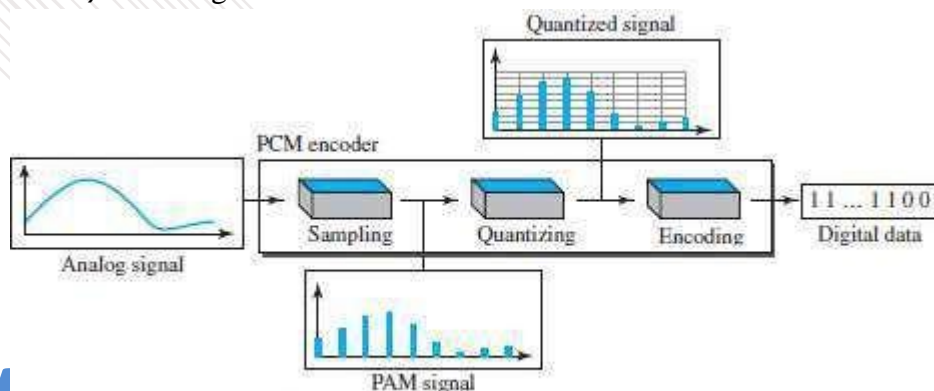 Quantized signal
PCM encoder
Sampling
Quantizing
Encoding
11 ... 1100
Digital data
Analog signal
PAM signal